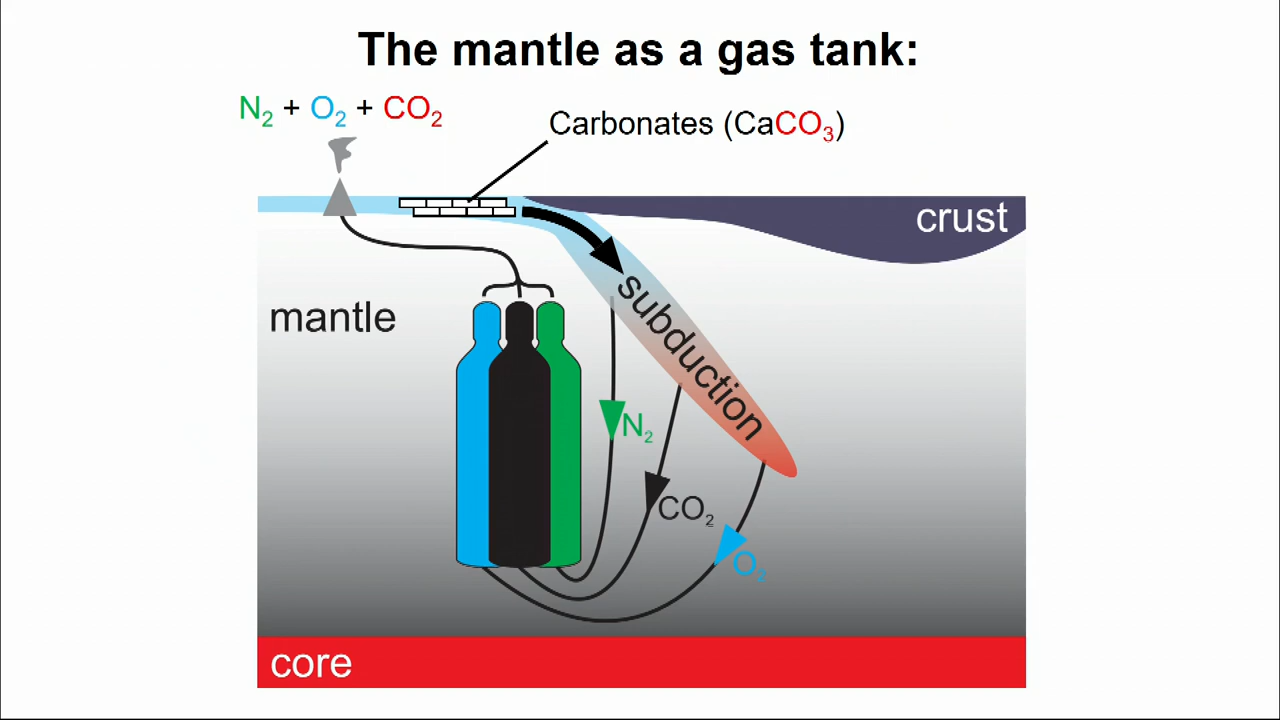 The mantle as a gas tank:
N₂ + O₂ + CO₂
Carbonates (CaCO₃)
crust
mantle
subduction
N₂
CO₂
O₂
core